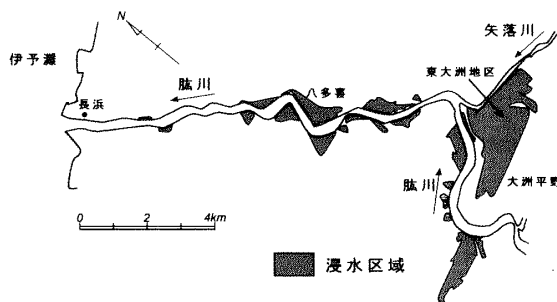 N
矢落川
伊予灘
東大洲地区
八多喜
肱川
長浜
大洲平野
肱川
0 2 4km
浸水区域